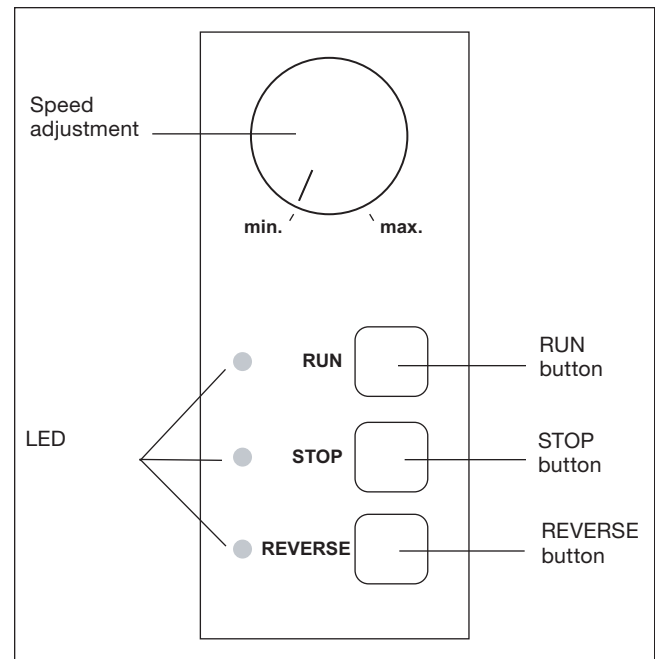 Speed
adjustment
min.
max.
RUN
RUN
button
LED
STOP
STOP
button
REVERSE
REVERSE
button